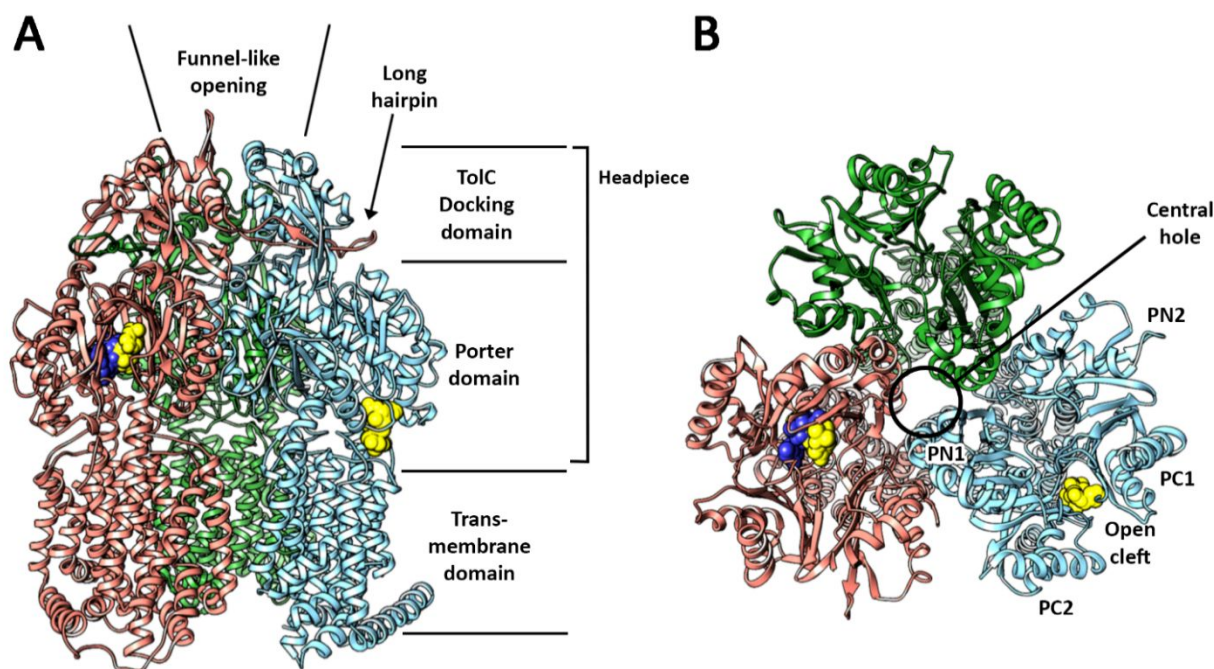 A
Funnel-like
opening
Long
hairpin
TolC
Docking
domain
Headpiece
Porter
domain
Trans-
membrane
domain
B
Central
hole
PN2
PN1
PC1
Open
cleft
PC2